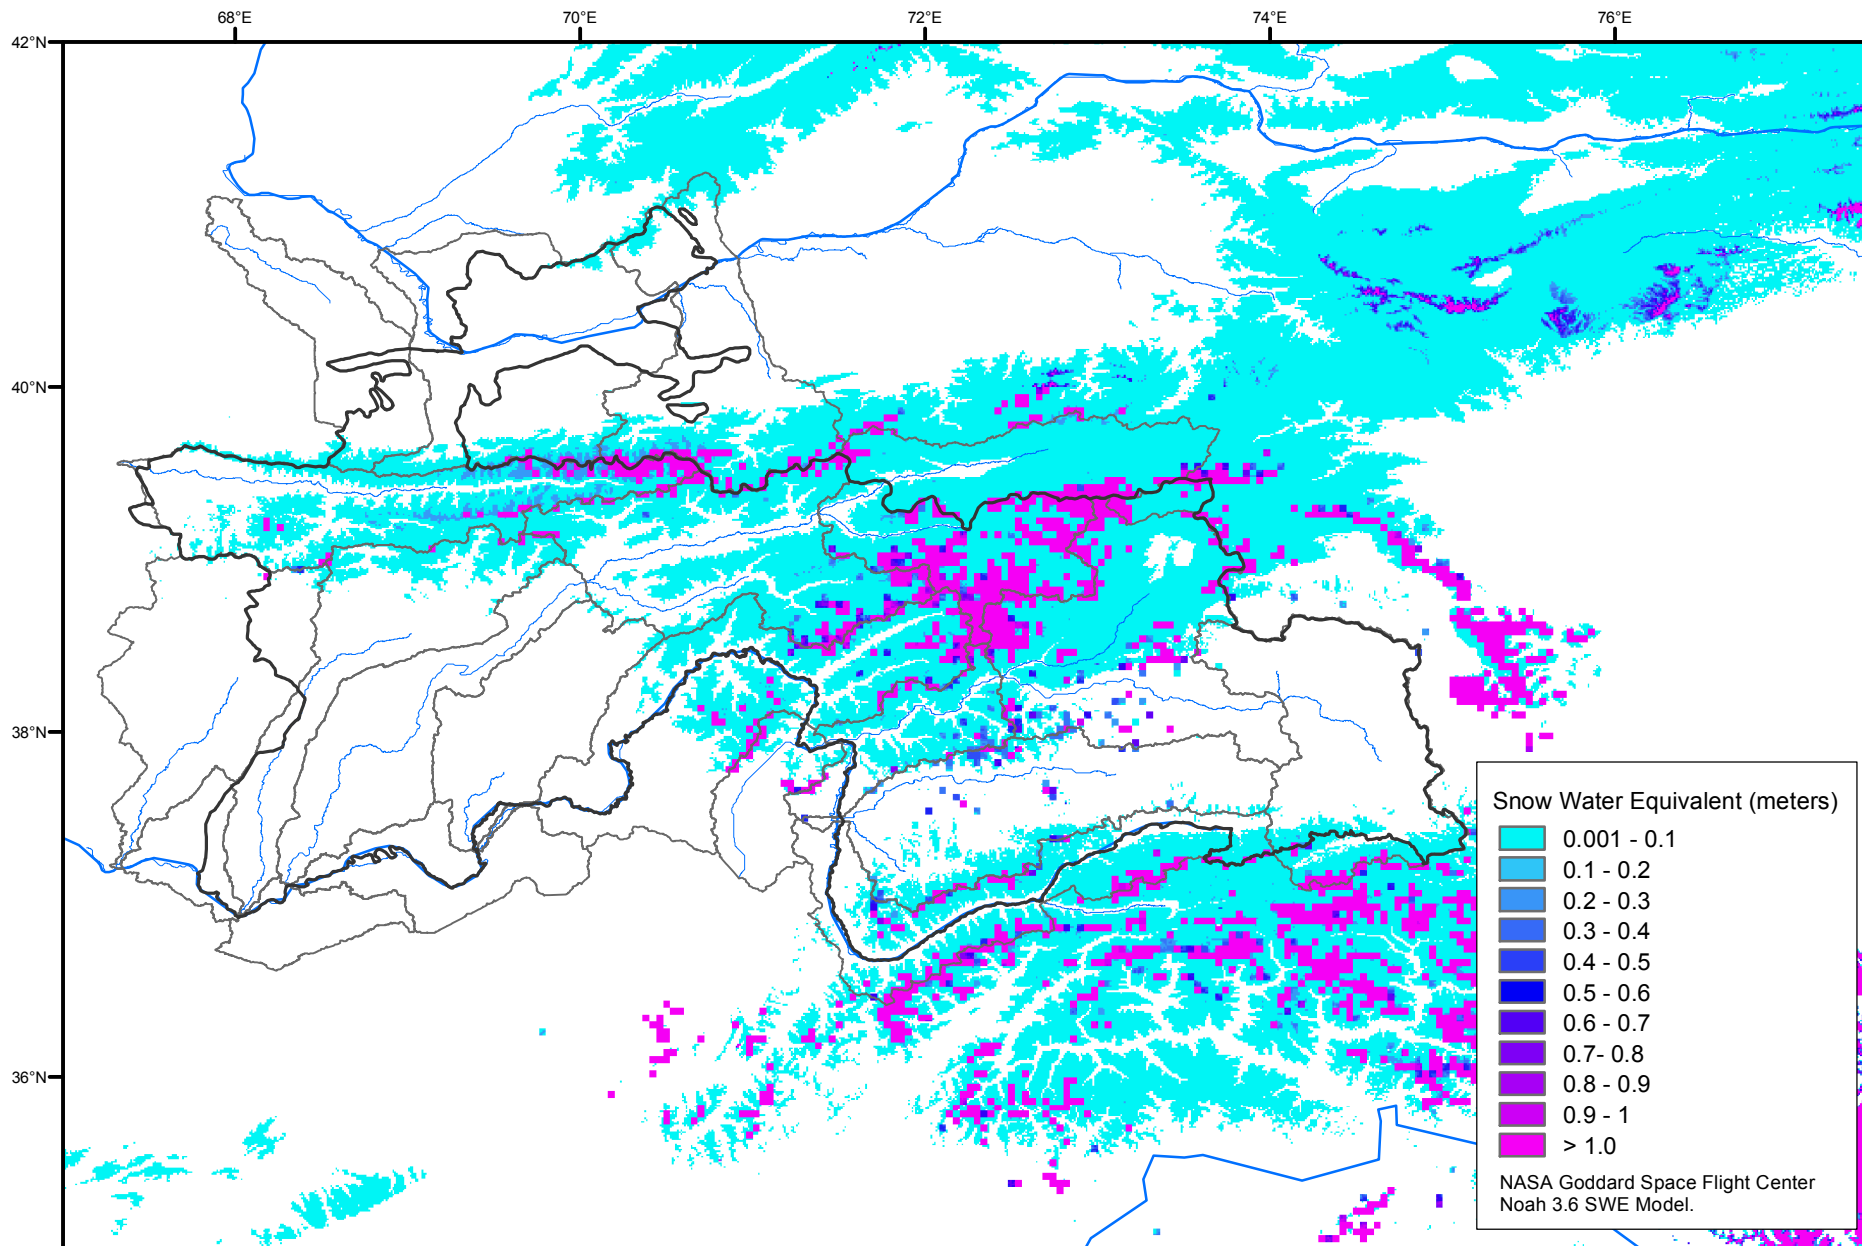 68°E 70°E 72°E 74°E 76°E
42°N
40°N
38°N
36°N
Snow Water Equivalent (meters)
0.001 - 0.1
0.1 - 0.2
0.2 - 0.3
0.3 - 0.4
0.4 - 0.5
0.5 - 0.6
0.6 - 0.7
0.7- 0.8
0.8 - 0.9
0.9 - 1
> 1.0
NASA Goddard Space Flight Center
Noah 3.6 SWE Model.